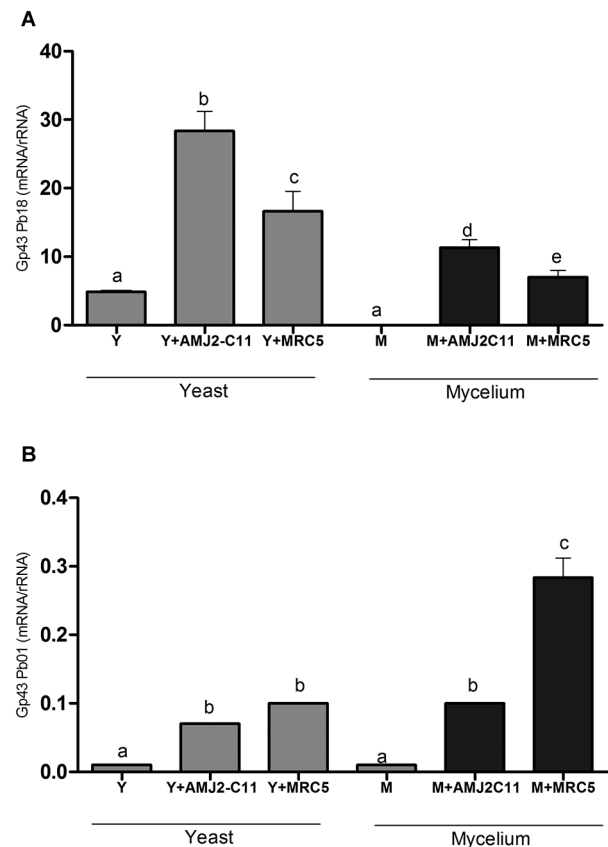 A
Gp43 Pb18 (mRNA/rRNA)
40
30
20
10
0
a
b
c
a
d
e
Y
Y+AMJ2-C11
Y+MRC5
M
M+AMJ2C11
M+MRC5
Yeast
Mycelium
B
Gp43 Pb01 (mRNA/rRNA)
0.4
0.3
0.2
0.1
0.0
a
b
b
a
b
c
Y
Y+AMJ2-C11
Y+MRC5
M
M+AMJ2C11
M+MRC5
Yeast
Mycelium